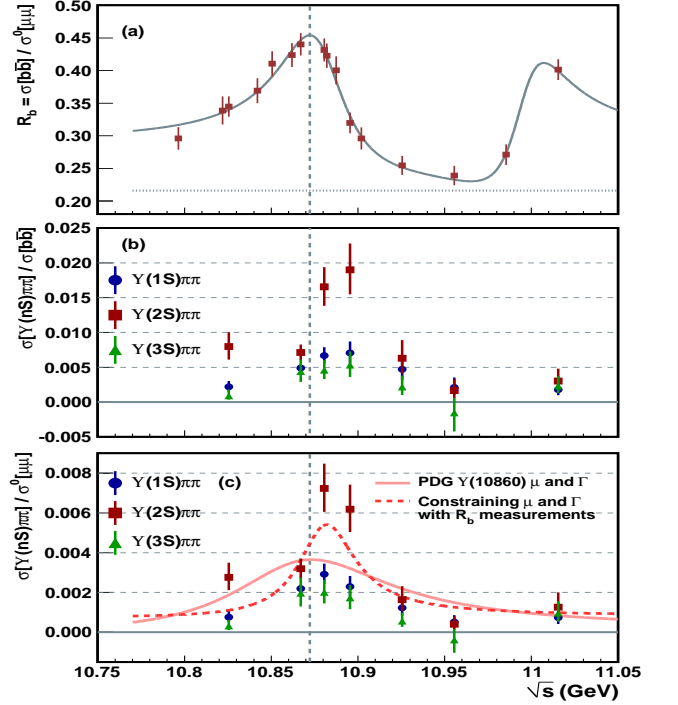 R_b = σ[bb̄] / σ⁰[μμ]
(a)
0.50
0.45
0.40
0.35
0.30
0.25
0.20
σ[ϒ(nS)ππ] / σ[bb̄]
(b)
0.025
0.020
0.015
0.010
0.005
0.000
-0.005
ϒ(1S)ππ
ϒ(2S)ππ
ϒ(3S)ππ
σ[ϒ(nS)ππ] / σ⁰[μμ]
(c)
0.008
0.006
0.004
0.002
0.000
ϒ(1S)ππ
ϒ(2S)ππ
ϒ(3S)ππ
PDG ϒ(10860) μ and Γ
Constraining μ and Γ
with R_b measurements
10.75 10.8 10.85 10.9 10.95 11 11.05
√s (GeV)